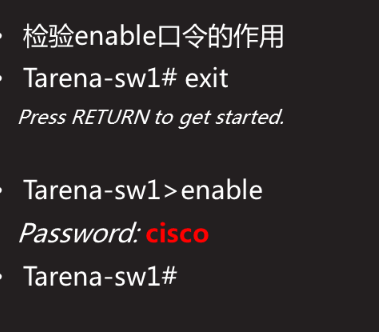 • 检验enable口令的作用
• Tarena-sw1# exit
Press RETURN to get started.
• Tarena-sw1>enable
Password: cisco
• Tarena-sw1#